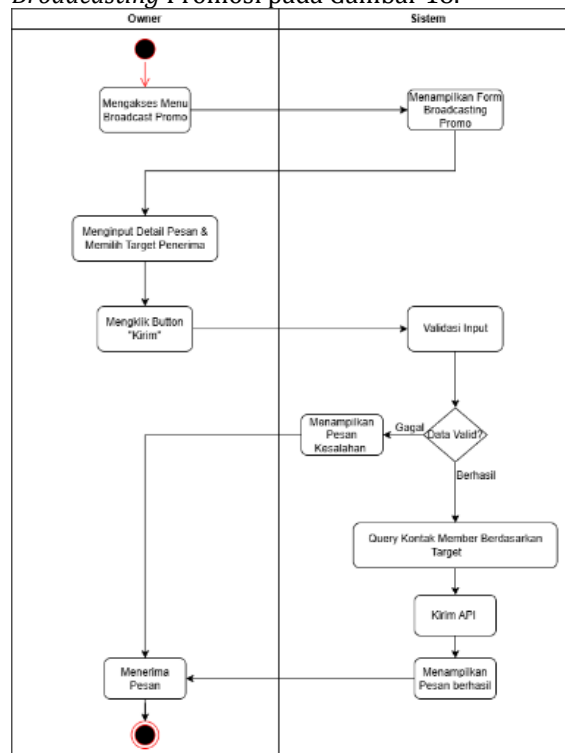 Broadcasting Promosi pada Gambar 18.
Owner
Sistem
Mengakses Menu
Broadcast Promo
Menampilkan Form
Broadcasting
Promo
Menginput Detail Pesan &
Memilih Target Penerima
Mengklik Button
"Kirim"
Validasi Input
Data Valid?
Gagal
Menampilkan
Pesan
Kesalahan
Berhasil
Query Kontak Member Berdasarkan
Target
Kirim API
Menampilkan
Pesan berhasil
Menerima
Pesan